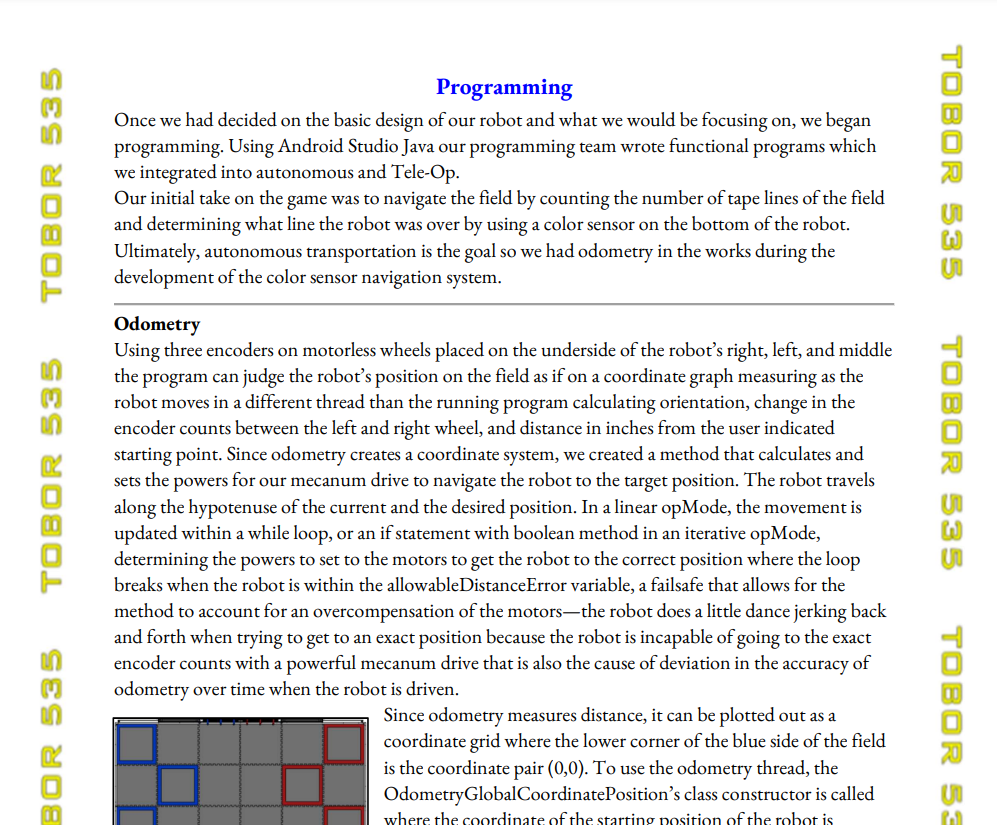 Programming
Once we had decided on the basic design of our robot and what we would be focusing on, we began
programming. Using Android Studio Java our programming team wrote functional programs which
we integrated into autonomous and Tele-Op.
Our initial take on the game was to navigate the field by counting the number of tape lines of the field
and determining what line the robot was over by using a color sensor on the bottom of the robot.
Ultimately, autonomous transportation is the goal so we had odometry in the works during the
development of the color sensor navigation system.
Odometry
Using three encoders on motorless wheels placed on the underside of the robot’s right, left, and middle
the program can judge the robot’s position on the field as if on a coordinate graph measuring as the
robot moves in a different thread than the running program calculating orientation, change in the
encoder counts between the left and right wheel, and distance in inches from the user indicated
starting point. Since odometry creates a coordinate system, we created a method that calculates and
sets the powers for our mecanum drive to navigate the robot to the target position. The robot travels
along the hypotenuse of the current and the desired position. In a linear opMode, the movement is
updated within a while loop, or an if statement with boolean method in an iterative opMode,
determining the powers to set to the motors to get the robot to the correct position where the loop
breaks when the robot is within the allowableDistanceError variable, a failsafe that allows for the
method to account for an overcompensation of the motors—the robot does a little dance jerking back
and forth when trying to get to an exact position because the robot is incapable of going to the exact
encoder counts with a powerful mecanum drive that is also the cause of deviation in the accuracy of
odometry over time when the robot is driven.
Since odometry measures distance, it can be plotted out as a
coordinate grid where the lower corner of the blue side of the field
is the coordinate pair (0,0). To use the odometry thread, the
OdometryGlobalCoordinatePosition’s class constructor is called
where the coordinate of the starting position of the robot is
TOBOR 535
TOBOR 535
BOR 535
TOBOR 535
TOBOR 535
TOBOR 53